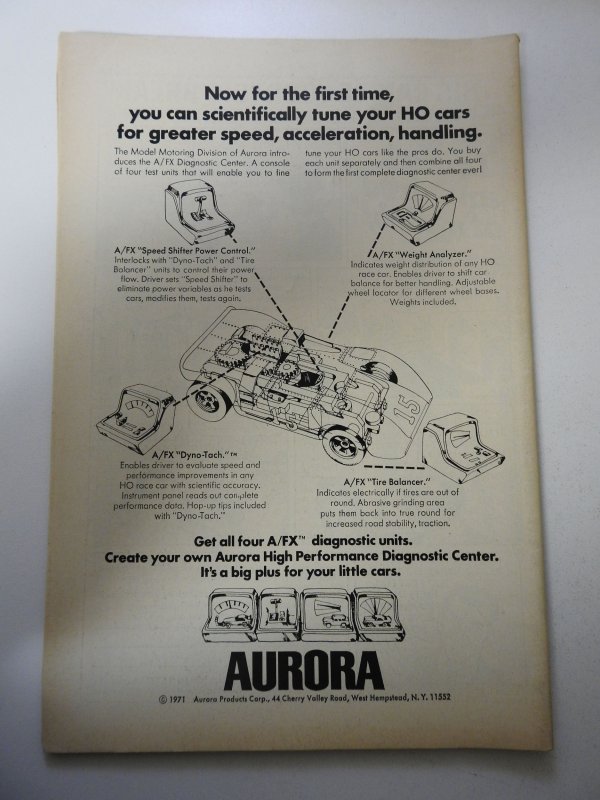 Now for the first time,
you can scientifically tune your HO cars
for greater speed, acceleration, handling.
The Model Motoring Division of Aurora intro-
duces the A/FX Diagnostic Center. A console
of four test units that will enable you to fine
tune your HO cars like the pros do. You buy
each unit separately and then combine all four
to form the first complete diagnostic center ever!
A/FX "Speed Shifter Power Control."
Interlocks with "Dyno-Tach" and "Tire
Balancer" units to control their power
flow. Driver sets "Speed Shifter" to
eliminate power variables as he tests
cars, modifies them, tests again.
A/FX "Weight Analyzer."
Indicates weight distribution of any HO
race car. Enables driver to shift car
balance for better handling. Adjustable
wheel locator for different wheel bases.
Weights included.
15
A/FX "Dyno-Tach."™
Enables driver to evaluate speed and
performance improvements in any
HO race car with scientific accuracy.
Instrument panel reads out complete
performance data. Hop-up tips included
with "Dyno-Tach."
A/FX "Tire Balancer."
Indicates electrically if tires are out of
round. Abrasive grinding area
puts them back into true round for
increased road stability, traction.
Get all four A/FX™ diagnostic units.
Create your own Aurora High Performance Diagnostic Center.
It's a big plus for your little cars.
AURORA
© 1971 Aurora Products Corp., 44 Cherry Valley Road, West Hempstead, N.Y. 11552